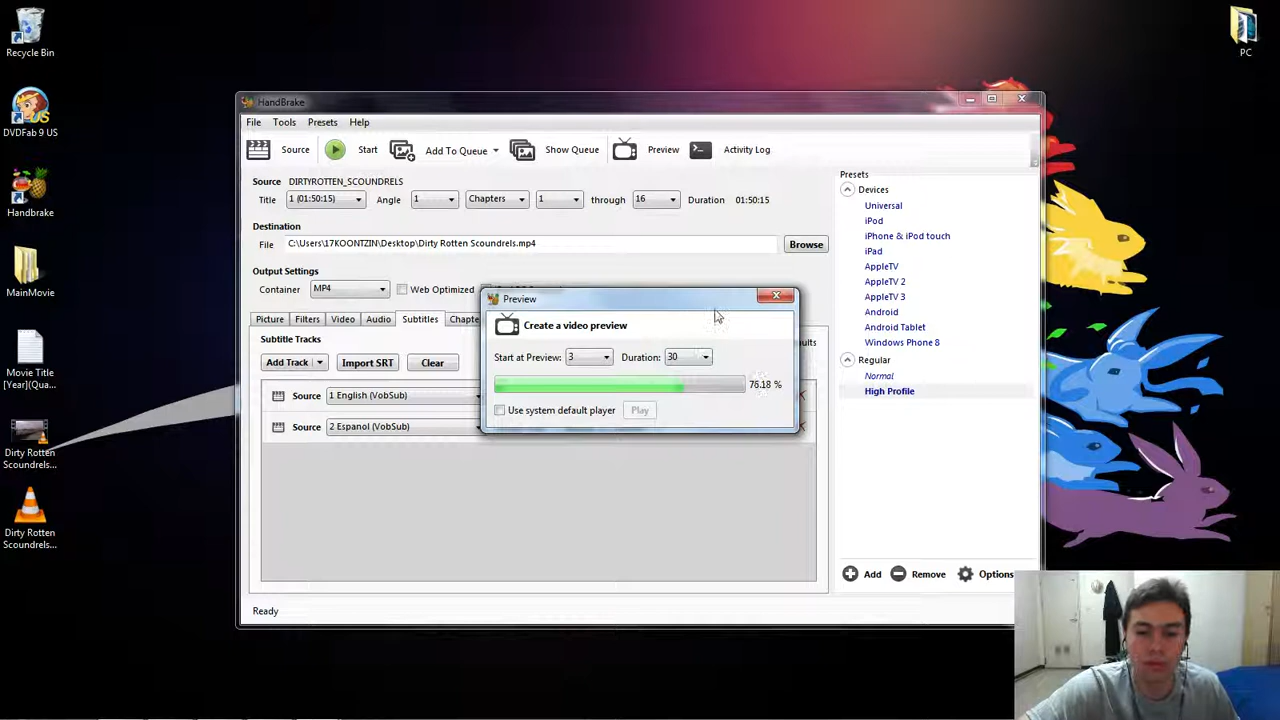 Recycle Bin
PC
DVDFab 9 US
Handbrake
MainMovie
Movie Title
[Year](Qua...
Dirty Rotten
Scoundrels...
Dirty Rotten
Scoundrels...
HandBrake
File Tools Presets Help
Source Start Add To Queue Show Queue Preview Activity Log
Source DIRTYROTTEN_SCOUNDRELS
Title 1 (01:50:15) Angle 1 Chapters 1 through 16 Duration 01:50:15
Destination
File C:\Users\17KOONTZIN\Desktop\Dirty Rotten Scoundrels.mp4 Browse
Output Settings
Container MP4 Web Optimized
Picture Filters Video Audio Subtitles Chapte
Subtitle Tracks
Add Track Import SRT Clear
Source 1 English (VobSub)
Source 2 Espanol (VobSub)
Ready
Preview
Create a video preview
Start at Preview: 3 Duration: 30
76.18 %
Use system default player Play
Presets
Devices
Universal
iPod
iPhone & iPod touch
iPad
AppleTV
AppleTV 2
AppleTV 3
Android
Android Tablet
Windows Phone 8
Regular
Normal
High Profile
Add Remove Options